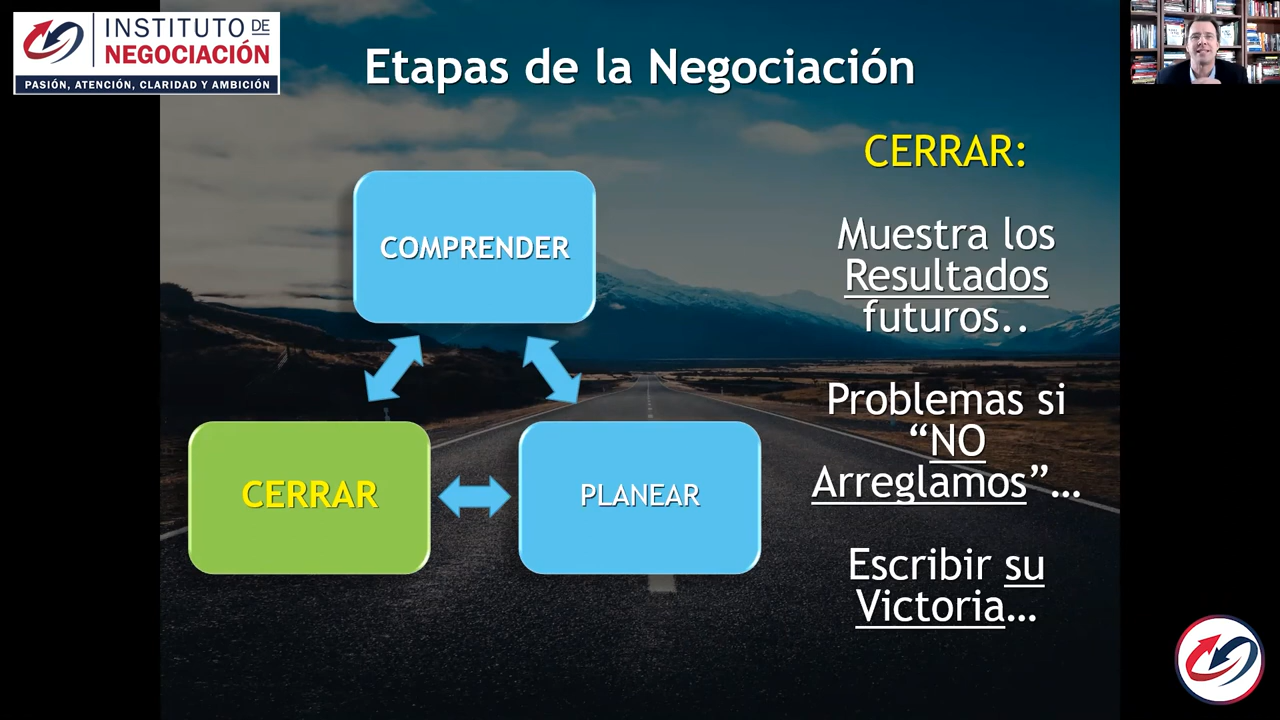 INSTITUTO DE
NEGOCIACIÓN
PASIÓN, ATENCIÓN, CLARIDAD Y AMBICIÓN
Etapas de la Negociación
COMPRENDER
CERRAR
PLANEAR
CERRAR:
Muestra los
Resultados
futuros..
Problemas si
“NO
Arreglamos”…
Escribir su
Victoria…